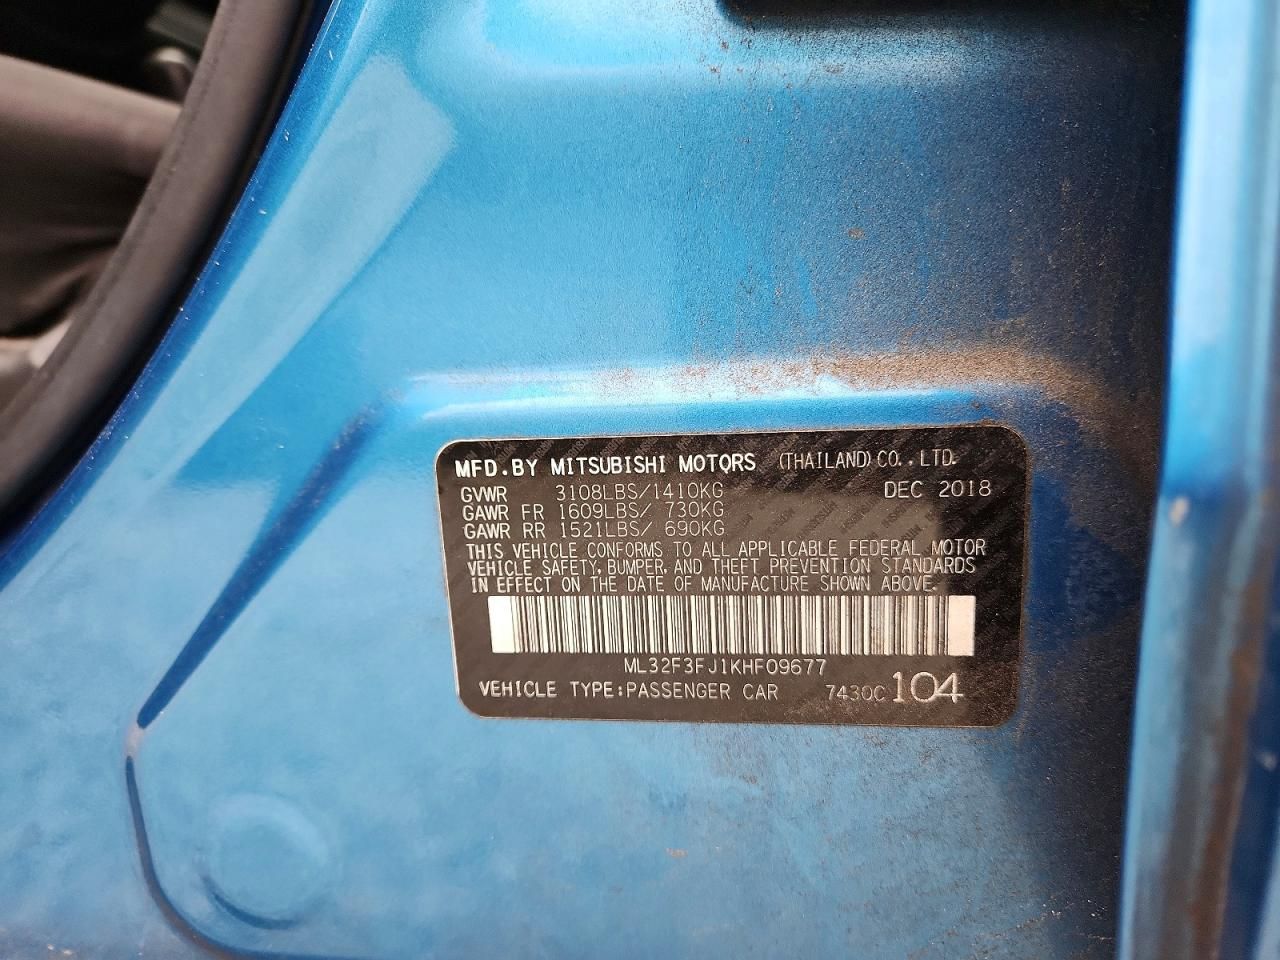 MFD.BY MITSUBISHI MOTORS (THAILAND) CO., LTD.
GVWR 3108LBS/1410KG DEC 2018
GAWR FR 1609LBS/ 730KG
GAWR RR 1521LBS/ 690KG
THIS VEHICLE CONFORMS TO ALL APPLICABLE FEDERAL MOTOR
VEHICLE SAFETY, BUMPER, AND THEFT PREVENTION STANDARDS
IN EFFECT ON THE DATE OF MANUFACTURE SHOWN ABOVE.
ML32F3FJ1KHF09677
VEHICLE TYPE:PASSENGER CAR 7430C 104